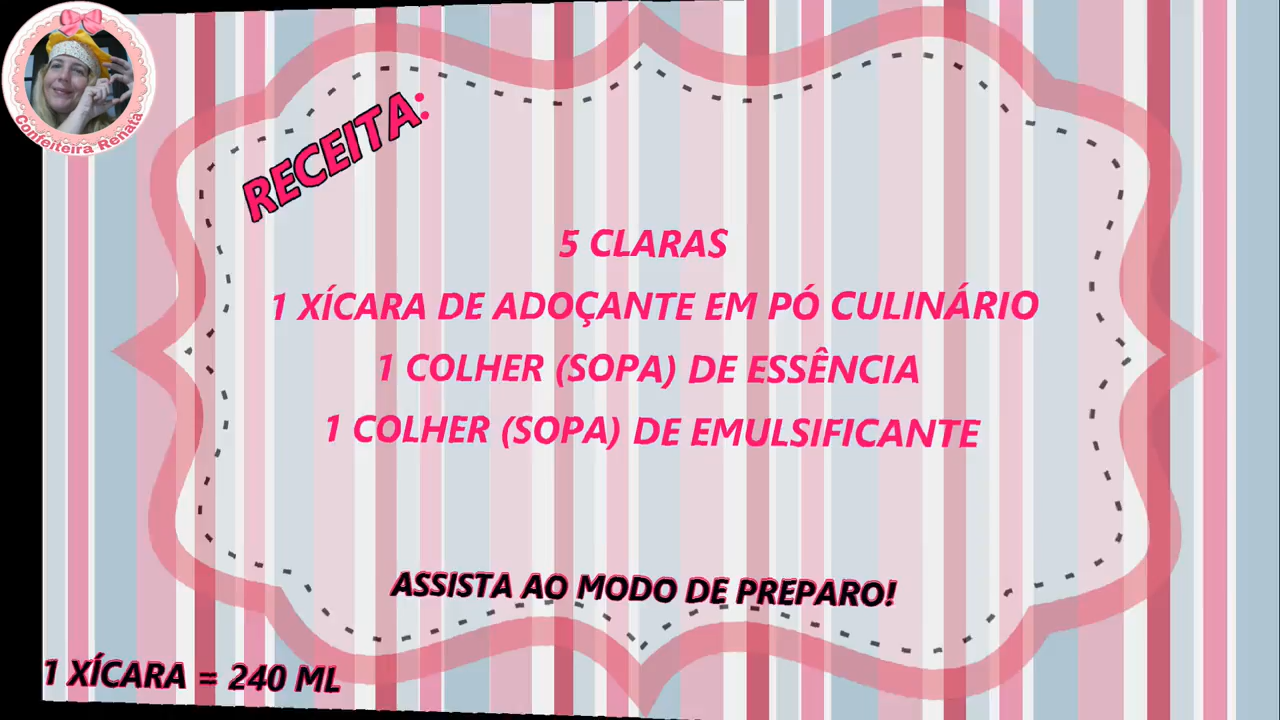 Confeiteira Renata
RECEITA:
5 CLARAS
1 XÍCARA DE ADOÇANTE EM PÓ CULINÁRIO
1 COLHER (SOPA) DE ESSÊNCIA
1 COLHER (SOPA) DE EMULSIFICANTE
ASSISTA AO MODO DE PREPARO!
1 XÍCARA = 240 ML